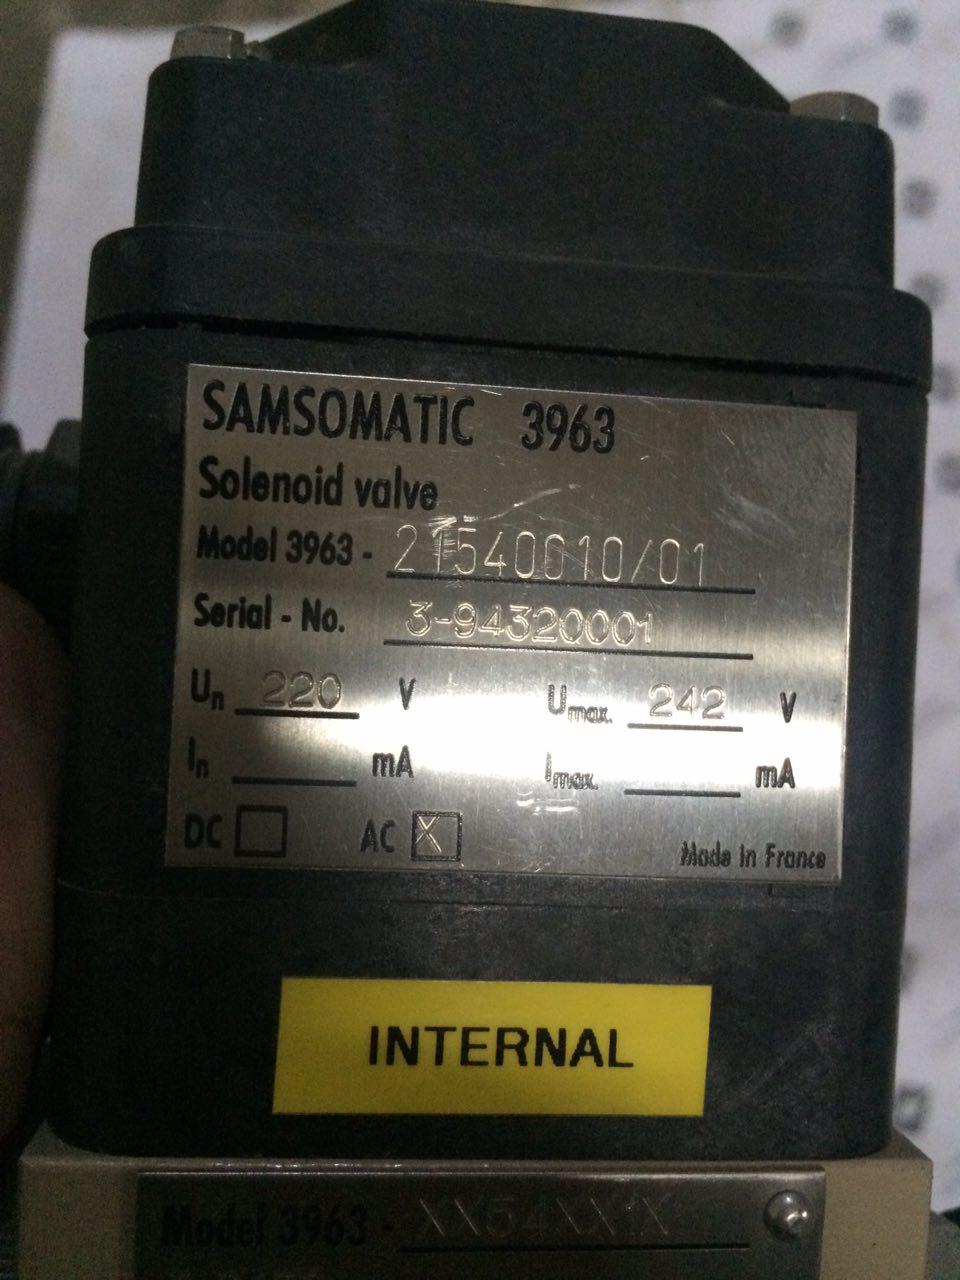 SAMSOMATIC 3963
Solenoid valve
Model 3963 - 21540010/01
Serial - No. 3-94320001
Un 220 V Umax. 242 V
In mA Imax. mA
DC AC X
Made in France
INTERNAL
Model 3963 - XX54XX1X